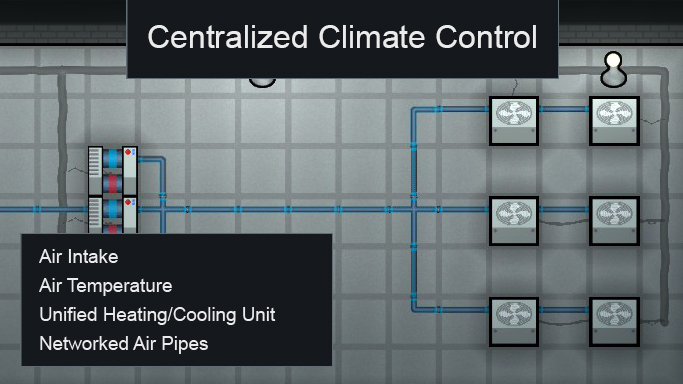 Centralized Climate Control
Air Intake
Air Temperature
Unified Heating/Cooling Unit
Networked Air Pipes